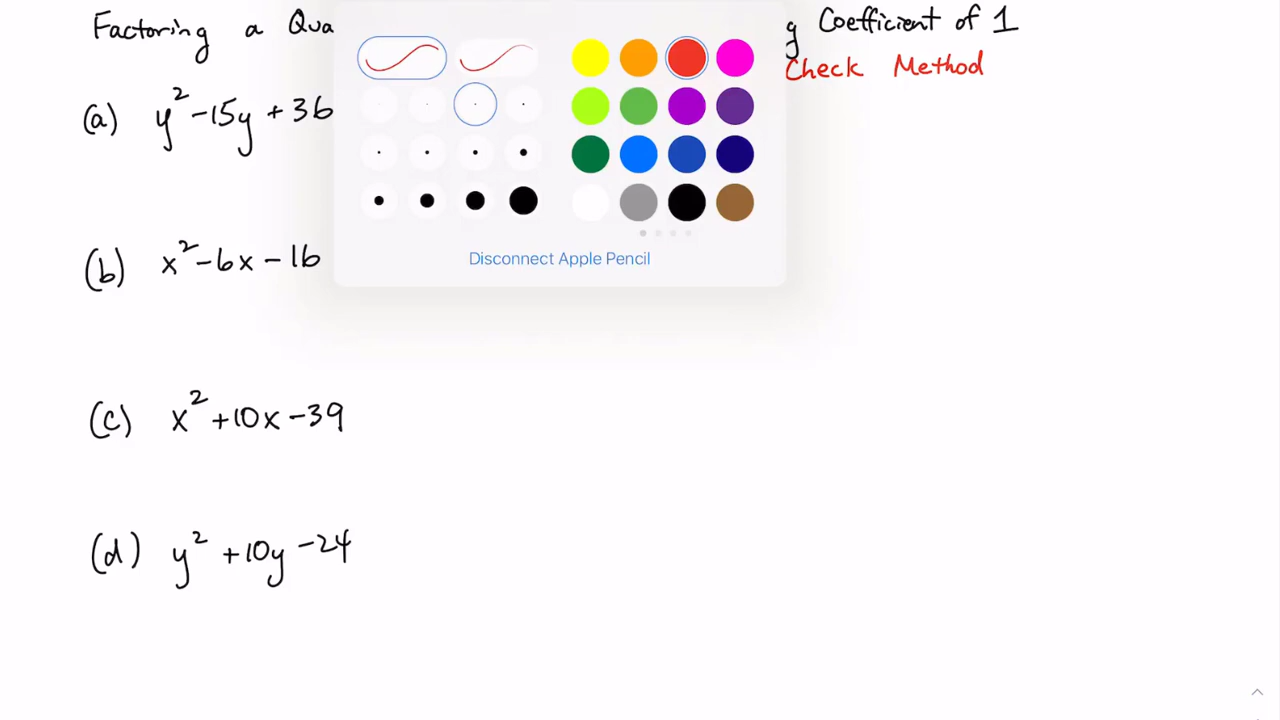 Factoring a Qua g Coefficient of 1
Check Method
(a) y² -15y + 36
(b) x² - 6x - 16
Disconnect Apple Pencil
(c) x² +10x -39
(d) y² +10y -24